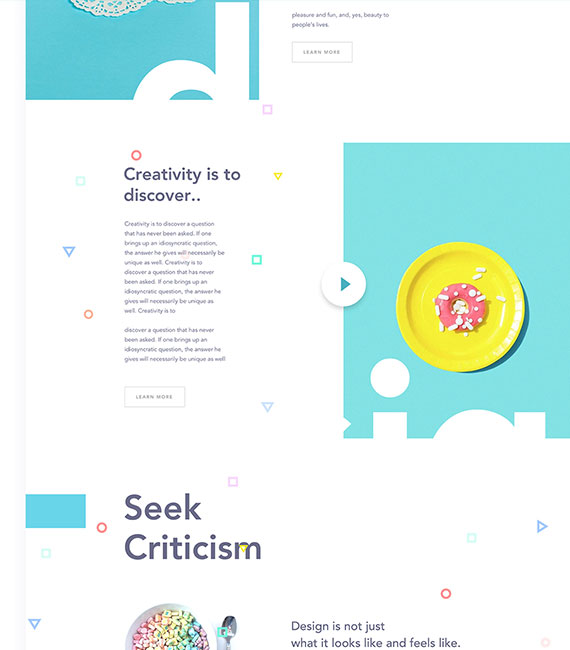 pleasure and fun, and, yes, beauty to
people's lives.
LEARN MORE
d
Creativity is to
discover..
Creativity is to discover a question
that has never been asked. If one
brings up an idiosyncratic question,
the answer he gives will necessarily be
unique as well. Creativity is to
discover a question that has never
been asked. If one brings up an
idiosyncratic question, the answer he
gives will necessarily be unique as
well. Creativity is to
discover a question that has never
been asked. If one brings up an
idiosyncratic question, the answer he
gives will necessarily be unique as well
LEARN MORE
Seek
Criticism
Design is not just
what it looks like and feels like.